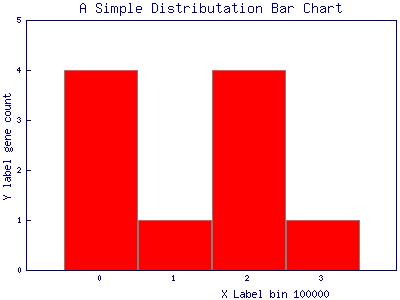 A Simple Distributation Bar Chart
5
4
3
2
1
0
Y label gene count
0 1 2 3
X Label bin 100000